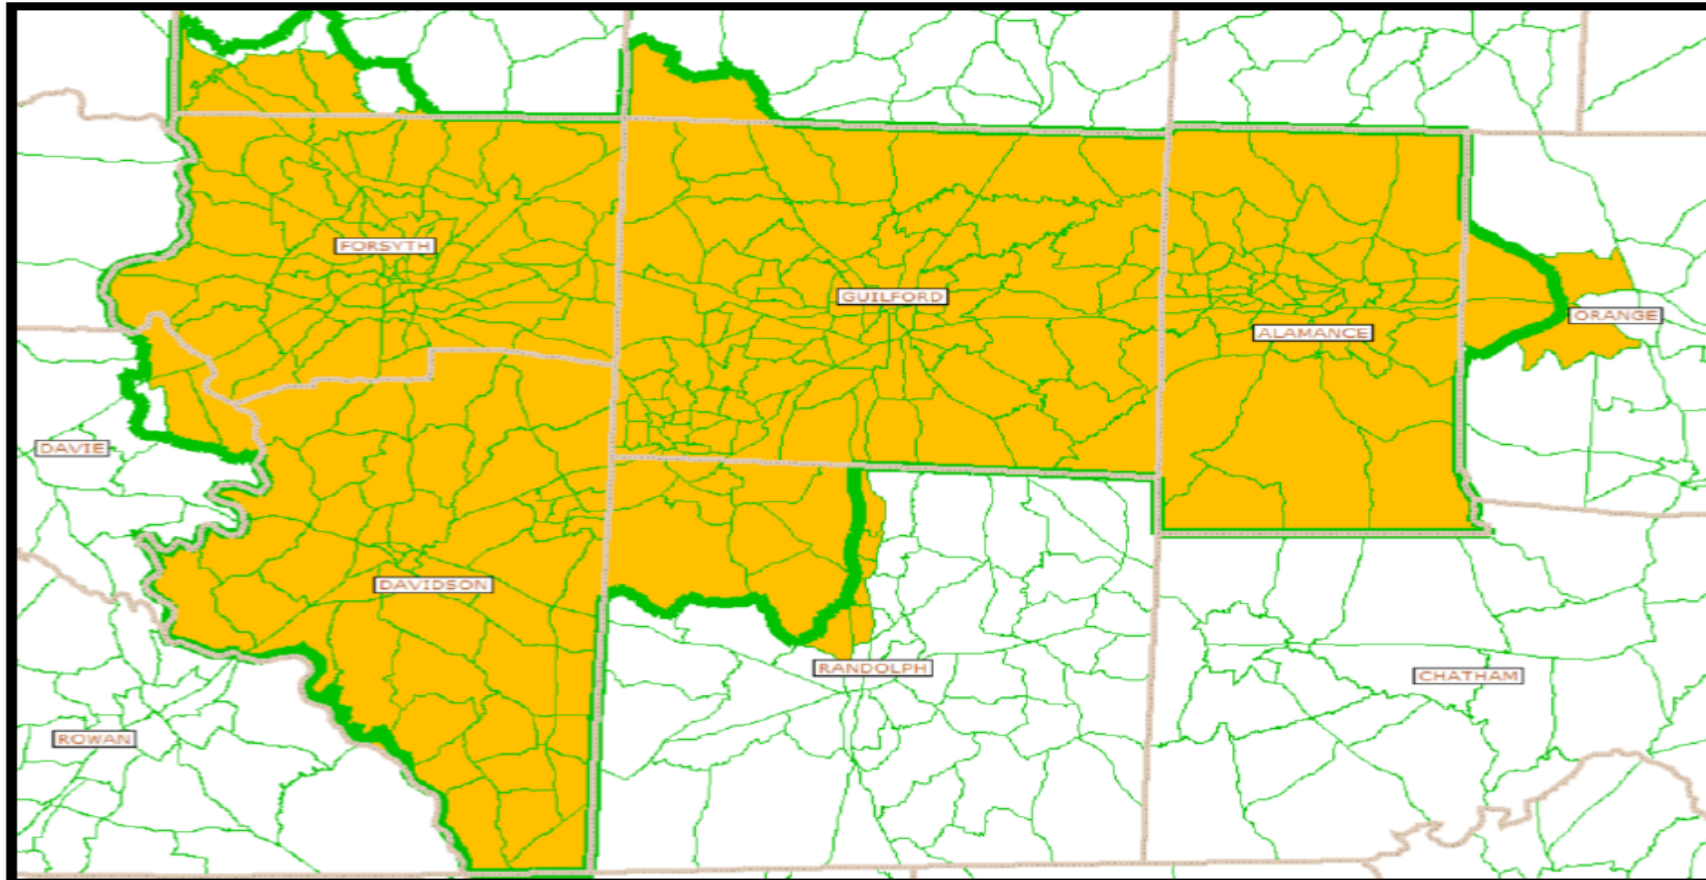 FORSYTH
GUILFORD
ORANGE
ALAMANCE
DAVIE
DAVIDSON
RANDOLPH
CHATHAM
ROWAN